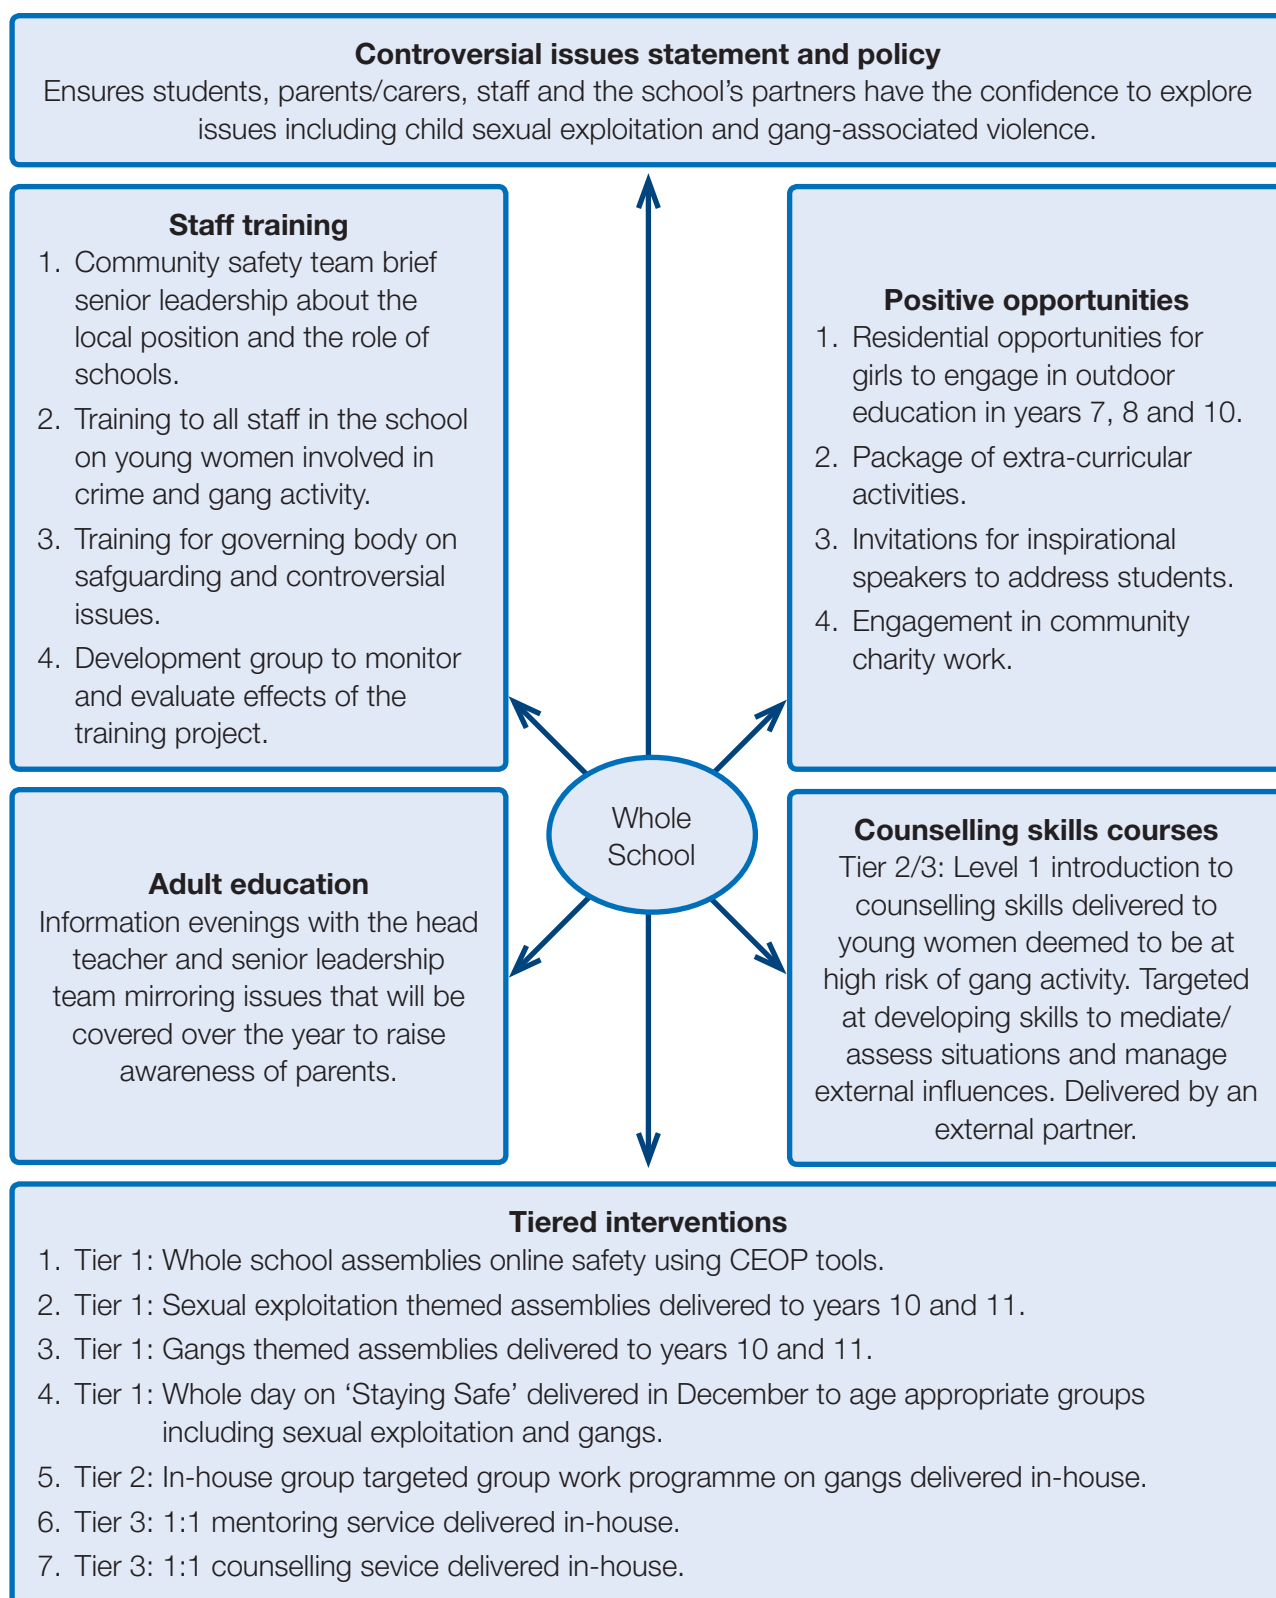 Controversial issues statement and policy
Ensures students, parents/carers, staff and the school's partners have the confidence to explore
issues including child sexual exploitation and gang-associated violence.
Staff training
1. Community safety team brief
senior leadership about the
local position and the role of
schools.
2. Training to all staff in the school
on young women involved in
crime and gang activity.
3. Training for governing body on
safguarding and controversial
issues.
4. Development group to monitor
and evaluate effects of the
training project.
Positive opportunities
1. Residential opportunities for
girls to engage in outdoor
education in years 7, 8 and 10.
2. Package of extra-curricular
activities.
3. Invitations for inspirational
speakers to address students.
4. Engagement in community
charity work.
Whole
School
Adult education
Information evenings with the head
teacher and senior leadership
team mirroring issues that will be
covered over the year to raise
awareness of parents.
Counselling skills courses
Tier 2/3: Level 1 introduction to
counselling skills delivered to
young women deemed to be at
high risk of gang activity. Targeted
at developing skills to mediate/
assess situations and manage
external influences. Delivered by an
external partner.
Tiered interventions
1. Tier 1: Whole school assemblies online safety using CEOP tools.
2. Tier 1: Sexual exploitation themed assemblies delivered to years 10 and 11.
3. Tier 1: Gangs themed assemblies delivered to years 10 and 11.
4. Tier 1: Whole day on 'Staying Safe' delivered in December to age appropriate groups
including sexual exploitation and gangs.
5. Tier 2: In-house group targeted group work programme on gangs delivered in-house.
6. Tier 3: 1:1 mentoring service delivered in-house.
7. Tier 3: 1:1 counselling sevice delivered in-house.